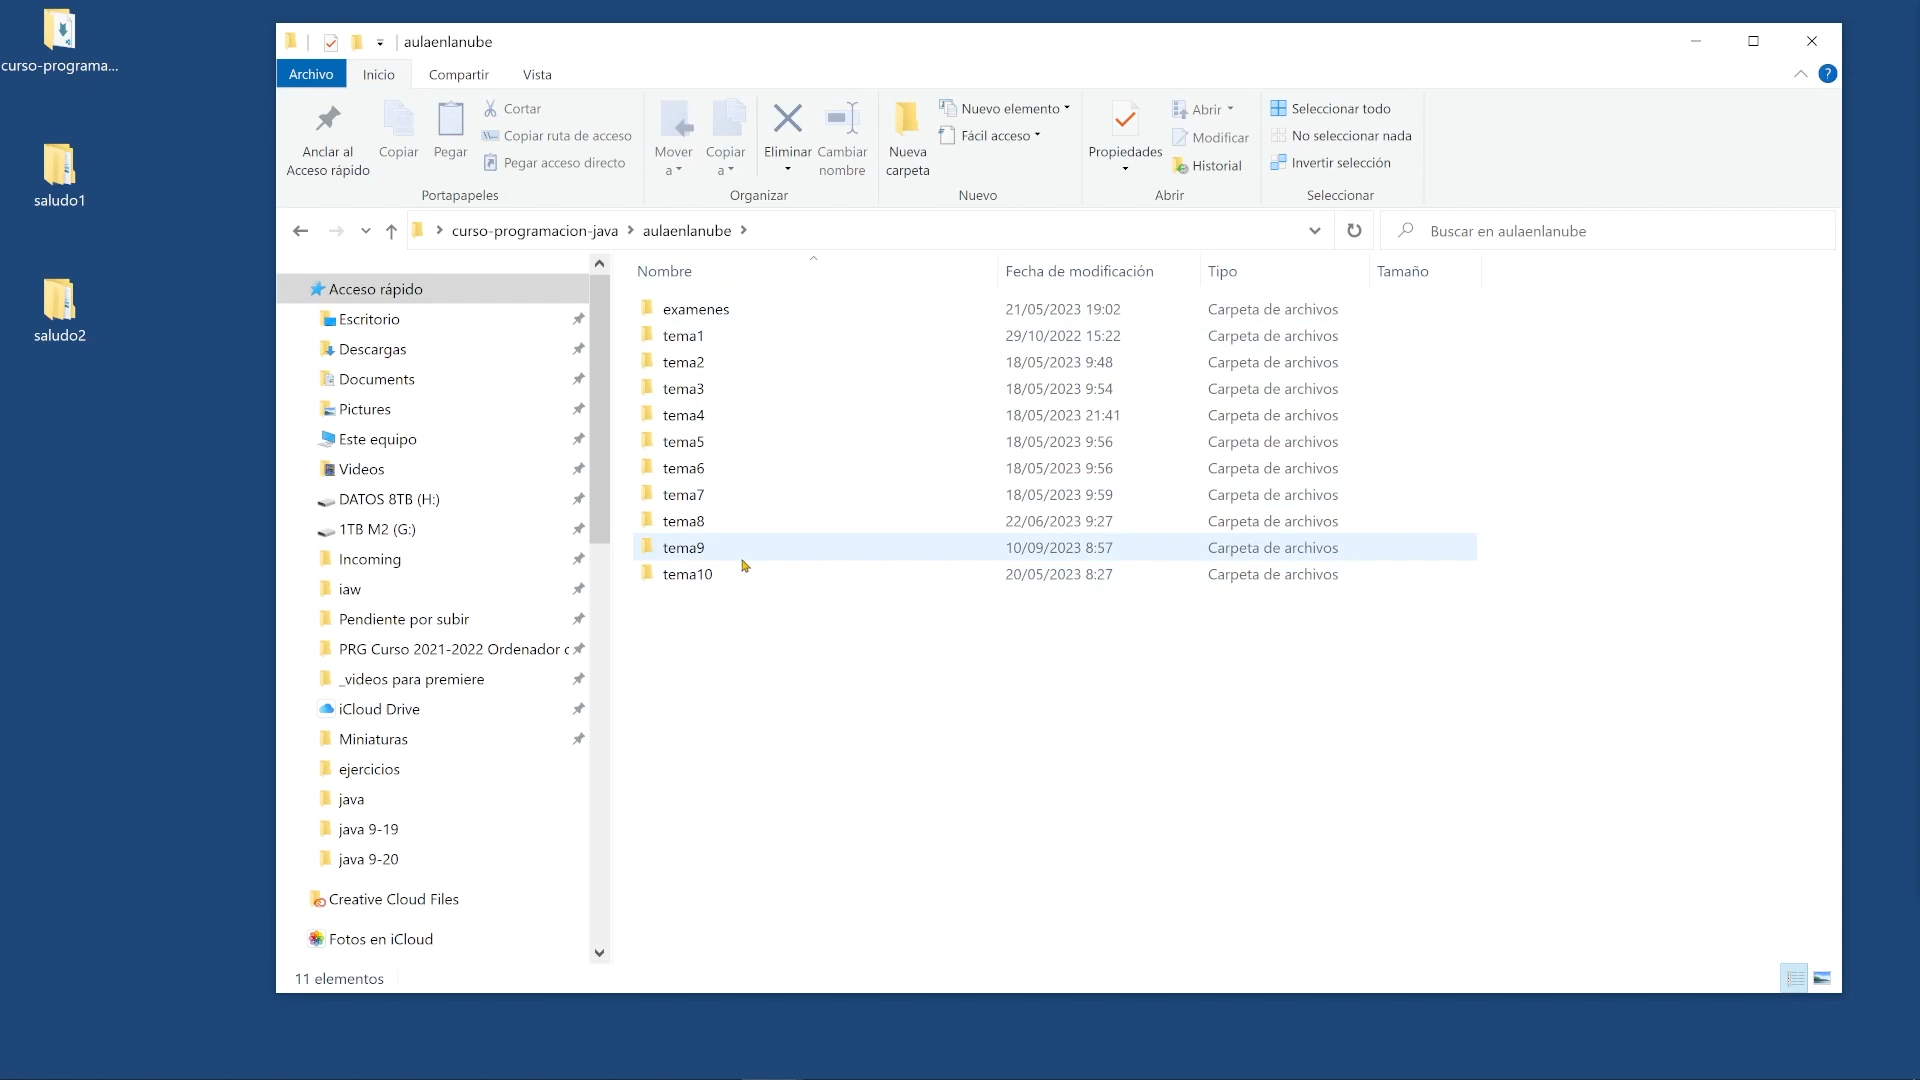 curso-programa...
saludo1
saludo2
aulaenlanube
Archivo Inicio Compartir Vista
?
Anclar al Acceso rápido
Copiar
Pegar
Cortar
Copiar ruta de acceso
Pegar acceso directo
Portapapeles
Mover a
Copiar a
Eliminar
Cambiar nombre
Organizar
Nueva carpeta
Nuevo elemento
Fácil acceso
Nuevo
Propiedades
Abrir
Modificar
Historial
Abrir
Seleccionar todo
No seleccionar nada
Invertir selección
Seleccionar
curso-programacion-java > aulaenlanube >
Buscar en aulaenlanube
Acceso rápido
Escritorio
Descargas
Documents
Pictures
Este equipo
Videos
DATOS 8TB (H:)
1TB M2 (G:)
Incoming
iaw
Pendiente por subir
PRG Curso 2021-2022 Ordenador c
_videos para premiere
iCloud Drive
Miniaturas
ejercicios
java
java 9-19
java 9-20
Creative Cloud Files
Fotos en iCloud
Nombre Fecha de modificación Tipo Tamaño
examenes 21/05/2023 19:02 Carpeta de archivos
tema1 29/10/2022 15:22 Carpeta de archivos
tema2 18/05/2023 9:48 Carpeta de archivos
tema3 18/05/2023 9:54 Carpeta de archivos
tema4 18/05/2023 21:41 Carpeta de archivos
tema5 18/05/2023 9:56 Carpeta de archivos
tema6 18/05/2023 9:56 Carpeta de archivos
tema7 18/05/2023 9:59 Carpeta de archivos
tema8 22/06/2023 9:27 Carpeta de archivos
tema9 10/09/2023 8:57 Carpeta de archivos
tema10 20/05/2023 8:27 Carpeta de archivos
11 elementos